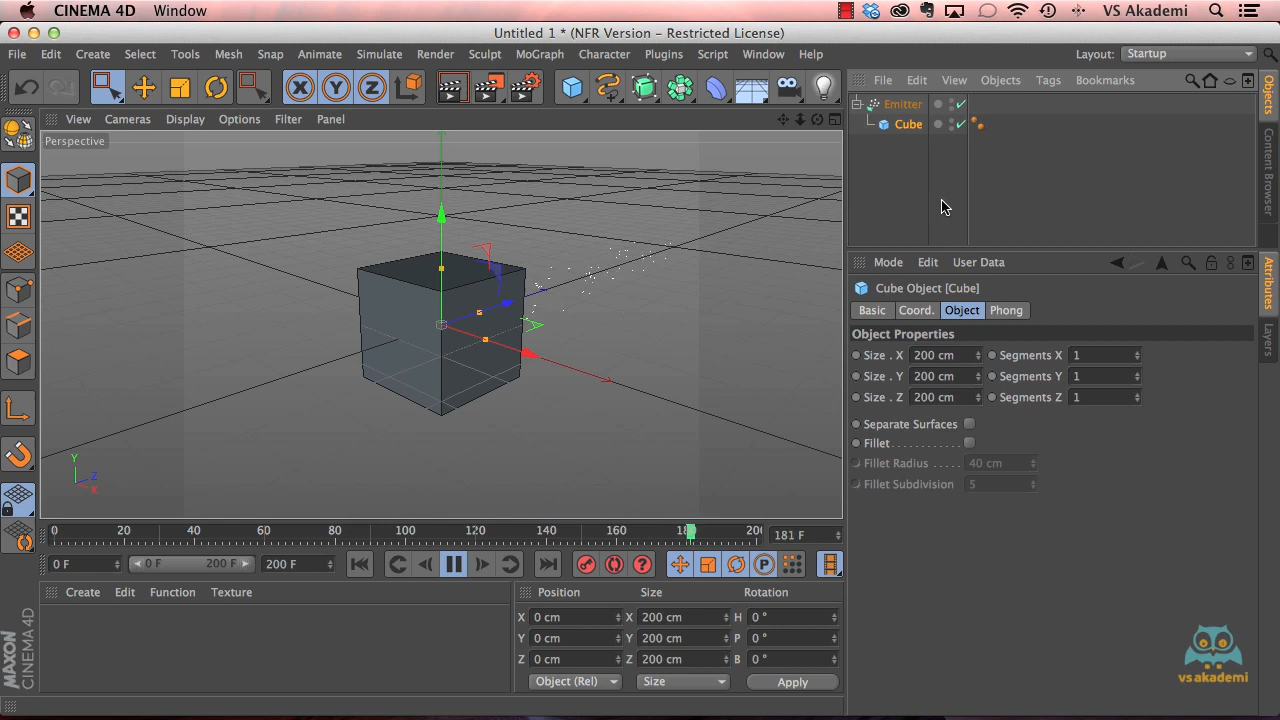 CINEMA 4D Window VS Akademi
Untitled 1 * (NFR Version - Restricted License)
File Edit Create Select Tools Mesh Snap Animate Simulate Render Sculpt MoGraph Character Plugins Script Window Help Layout: Startup
X Y Z
File Edit View Objects Tags Bookmarks
Emitter
Cube
Objects
Content Browser
View Cameras Display Options Filter Panel
Perspective
Y
Z
X
Mode Edit User Data
Cube Object [Cube]
Basic Coord. Object Phong
Object Properties
Size . X 200 cm Segments X 1
Size . Y 200 cm Segments Y 1
Size . Z 200 cm Segments Z 1
Separate Surfaces
Fillet
Fillet Radius 40 cm
Fillet Subdivision 5
Attributes
Layers
0 20 40 60 80 100 120 140 160 200
181 F
0 F 0 F 200 F 200 F
P
Create Edit Function Texture
Position Size Rotation
X 0 cm X 200 cm H 0 °
Y 0 cm Y 200 cm P 0 °
Z 0 cm Z 200 cm B 0 °
Object (Rel) Size Apply
MAXON
CINEMA 4D
vsakademi